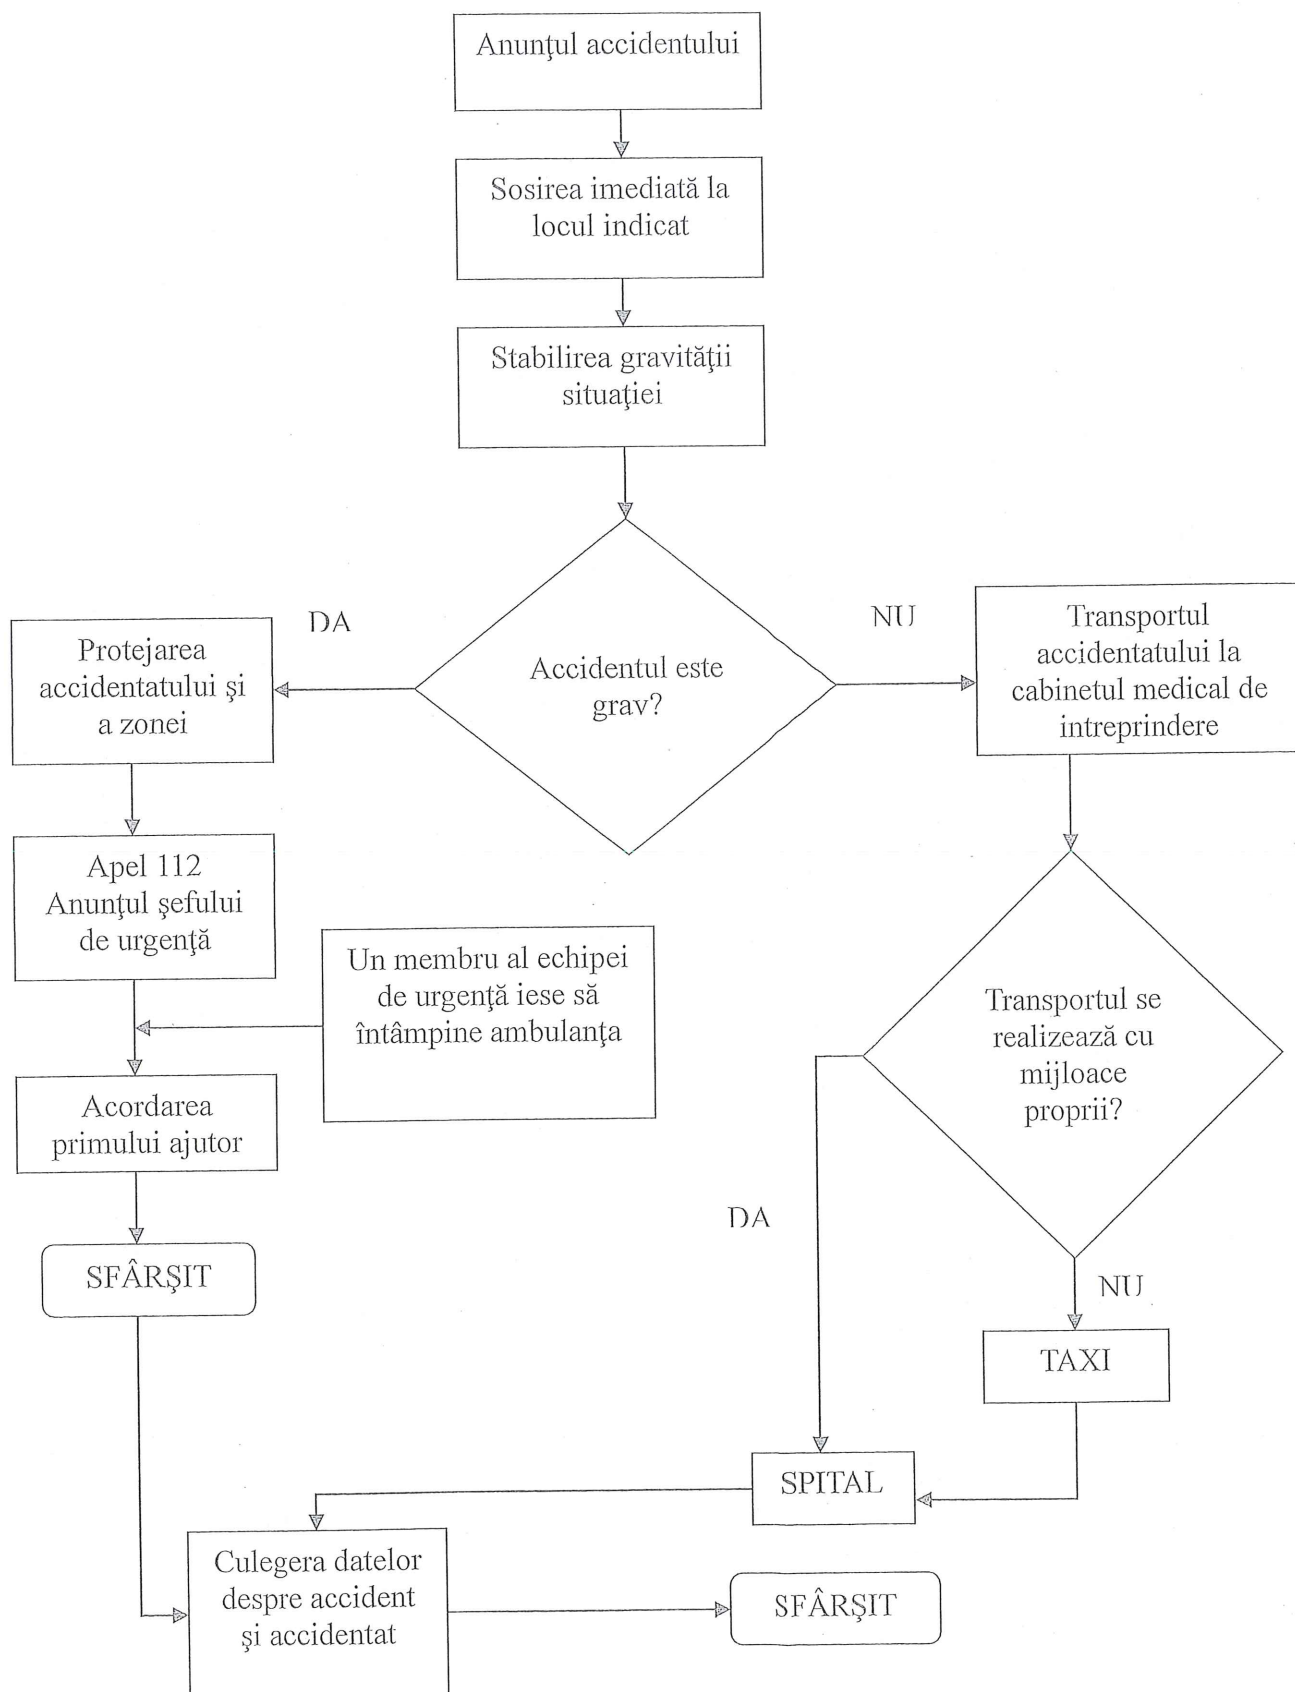 Anunţul accidentului
Sosirea imediată la
locul indicat
Stabilirea gravităţii
situaţiei
DA
NU
Accidentul este
grav?
Protejarea
accidentatului şi
a zonei
Transportul
accidentatului la
cabinetul medical de
intreprindere
Apel 112
Anunţul şefului
de urgenţă
Un membru al echipei
de urgenţă iese să
întâmpine ambulanţa
Transportul se
realizează cu
mijloace
proprii?
Acordarea
primului ajutor
DA
SFÂRŞIT
NU
TAXI
SPITAL
Culegera datelor
despre accident
şi accidentat
SFÂRŞIT